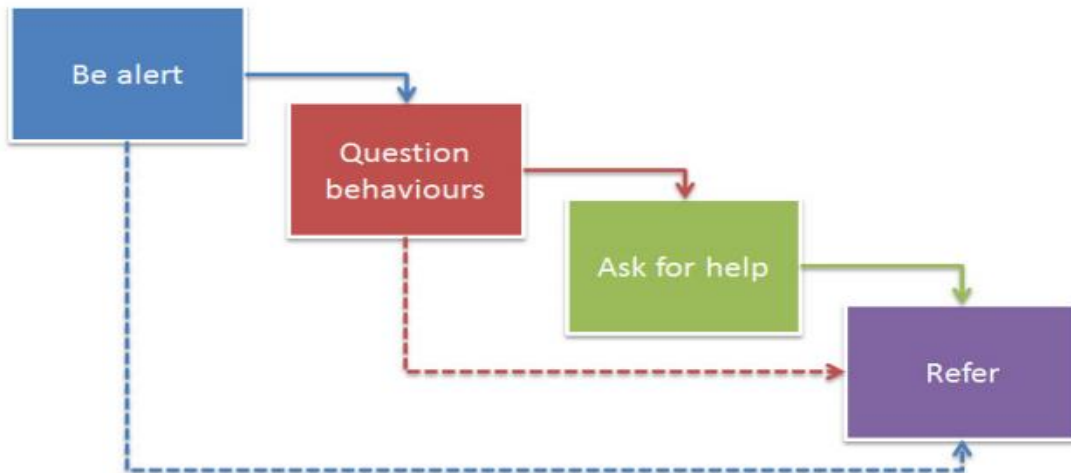 Be alert
Question
behaviours
Ask for help
Refer